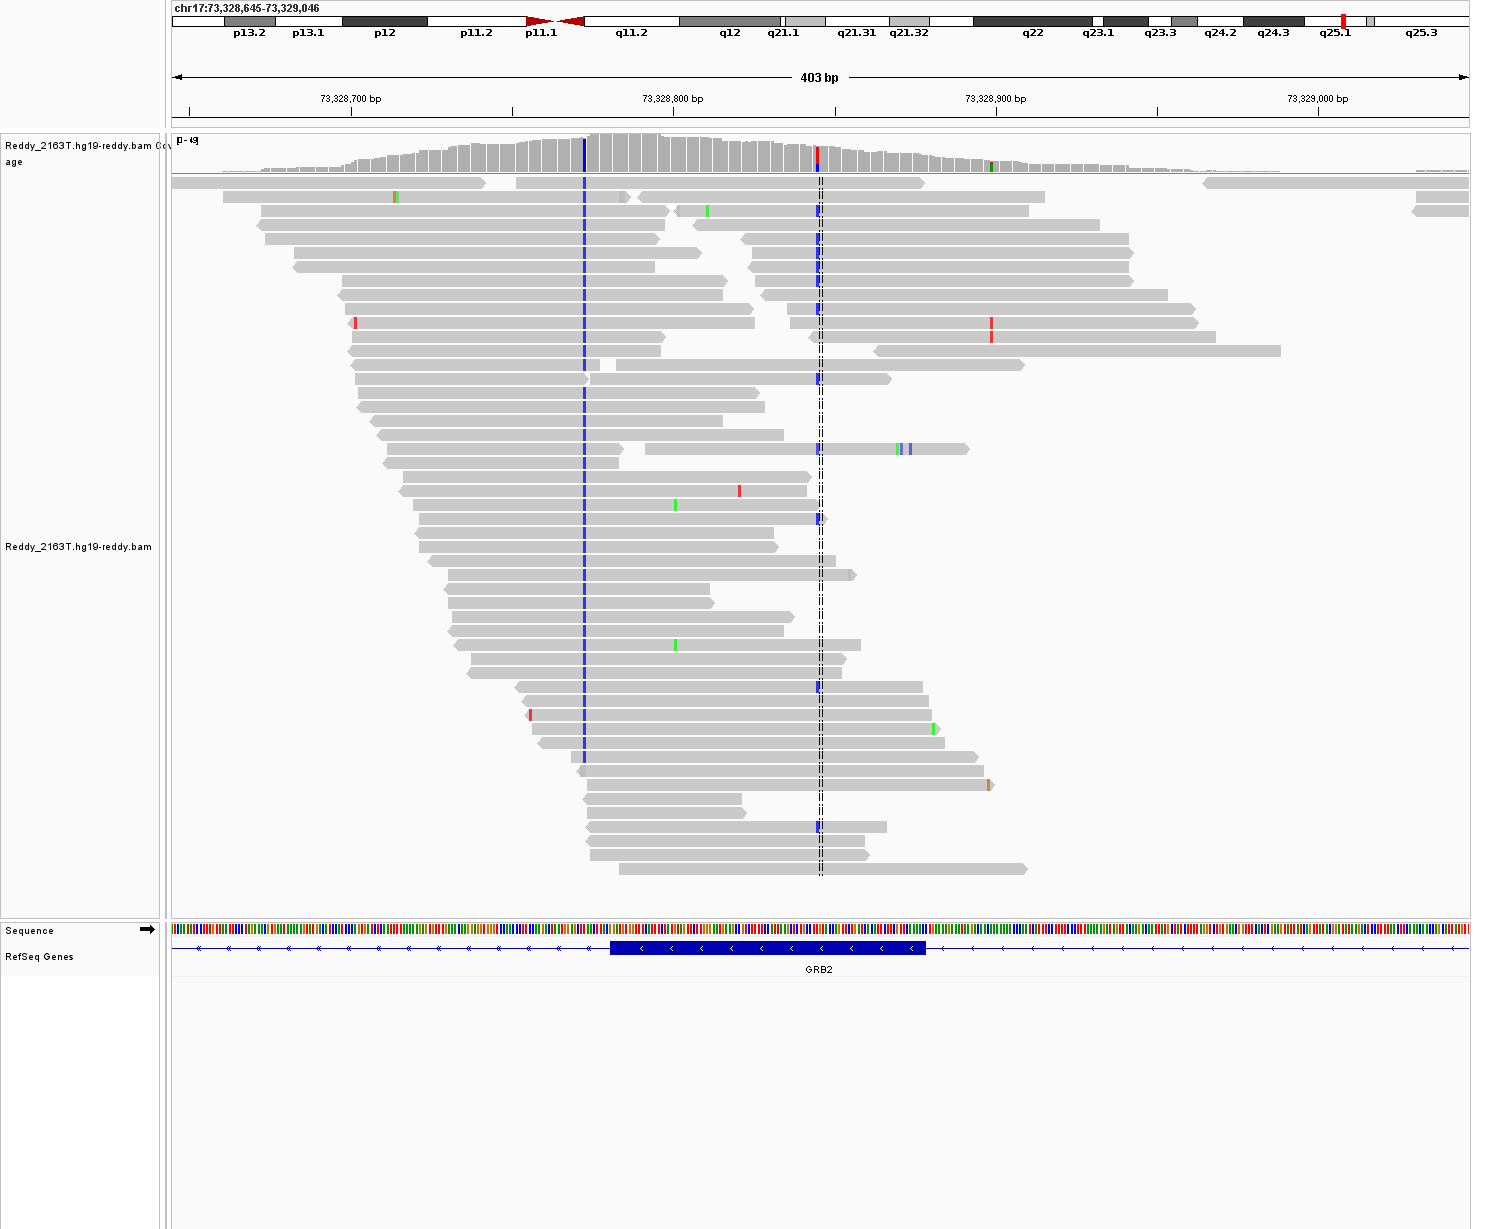 chr17:73,328,645-73,329,046
p13.2 p13.1 p12 p11.2 p11.1 q11.2 q12 q21.1 q21.31 q21.32 q22 q23.1 q23.3 q24.2 q24.3 q25.1 q25.3
403 bp
73,328,700 bp 73,328,800 bp 73,328,900 bp 73,329,000 bp
Reddy_2163T.hg19-reddy.bam Cov
age
Reddy_2163T.hg19-reddy.bam
Sequence
RefSeq Genes
GRB2